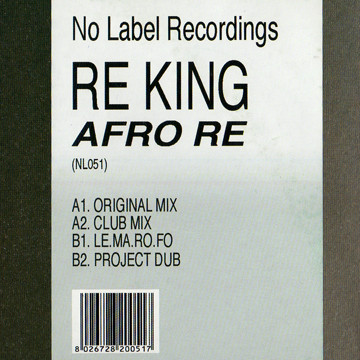 No Label Recordings
RE KING
AFRO RE
(NL051)
A1. ORIGINAL MIX
A2. CLUB MIX
B1. LE.MA.RO.FO
B2. PROJECT DUB
8 026728 200517